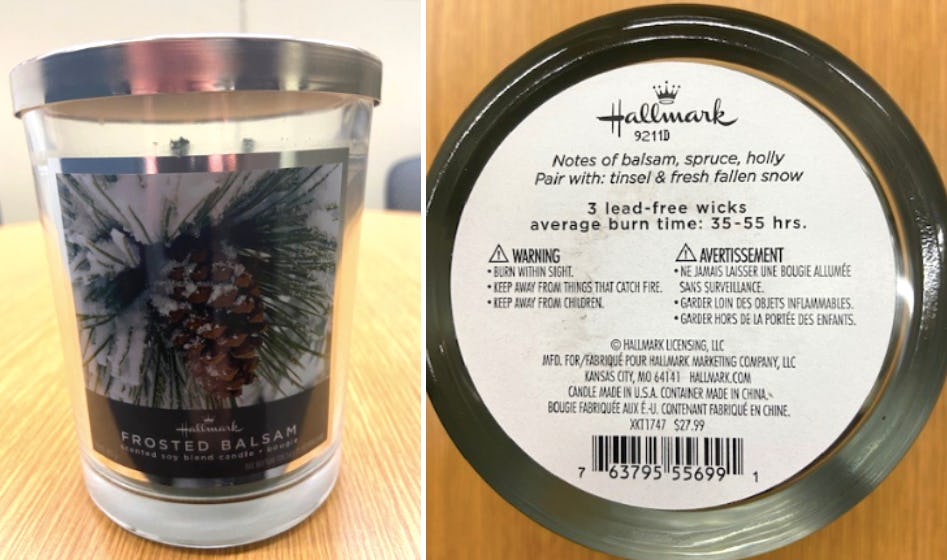 Hallmark
FROSTED BALSAM
scented soy blend candle • bougie
Hallmark
9211D
Notes of balsam, spruce, holly
Pair with: tinsel & fresh fallen snow
3 lead-free wicks
average burn time: 35-55 hrs.
⚠ WARNING
• BURN WITHIN SIGHT.
• KEEP AWAY FROM THINGS THAT CATCH FIRE.
• KEEP AWAY FROM CHILDREN.
⚠ AVERTISSEMENT
• NE JAMAIS LAISSER UNE BOUGIE ALLUMÉE
SANS SURVEILLANCE.
• GARDER LOIN DES OBJETS INFLAMMABLES.
• GARDER HORS DE LA PORTÉE DES ENFANTS.
© HALLMARK LICENSING, LLC
MFD. FOR/FABRIQUÉ POUR HALLMARK MARKETING COMPANY, LLC
KANSAS CITY, MO 64141 HALLMARK.COM
CANDLE MADE IN U.S.A. CONTAINER MADE IN CHINA.
BOUGIE FABRIQUÉE AUX É.-U. CONTENANT FABRIQUÉ EN CHINE.
XKT1747 $27.99
7 63795 55699 1